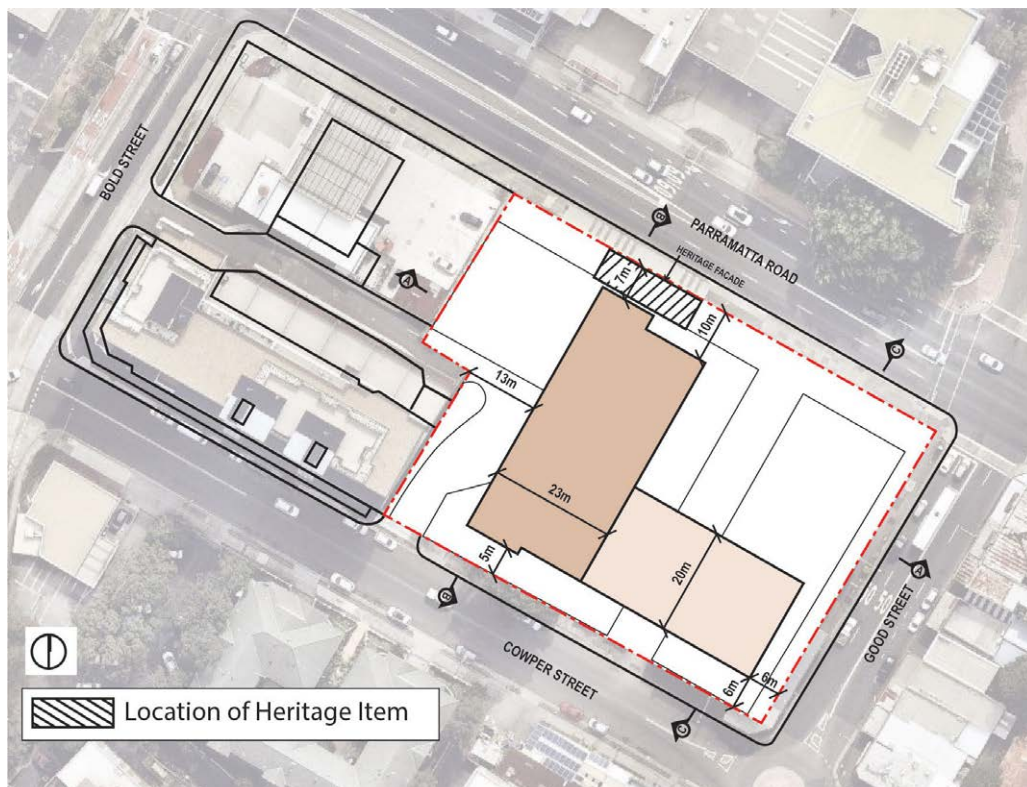 BOLD STREET
B
PARRAMATTA ROAD
HERITAGE FACADE
A
7m
10m
C
13m
23m
5m
20m
A
GOOD STREET
B
COWPER STREET
6m
6m
C
Location of Heritage Item